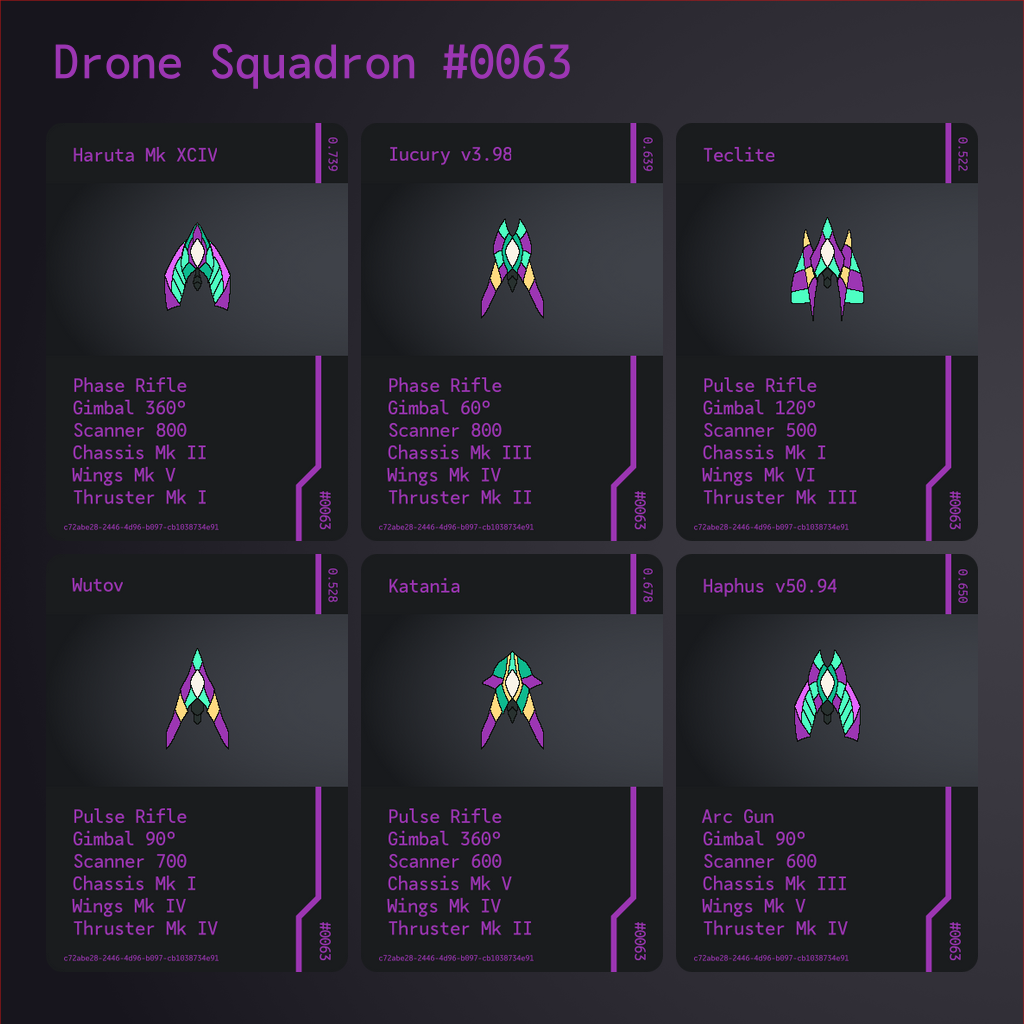 Drone Squadron #0063
Haruta Mk XCIV
0.739
Phase Rifle
Gimbal 360°
Scanner 800
Chassis Mk II
Wings Mk V
Thruster Mk I
#0063
c72abe28-2446-4d96-b097-cb1038734e91
Iucury v3.98
0.639
Phase Rifle
Gimbal 60°
Scanner 800
Chassis Mk III
Wings Mk IV
Thruster Mk II
#0063
c72abe28-2446-4d96-b097-cb1038734e91
Teclite
0.522
Pulse Rifle
Gimbal 120°
Scanner 500
Chassis Mk I
Wings Mk VI
Thruster Mk III
#0063
c72abe28-2446-4d96-b097-cb1038734e91
Wutov
0.528
Pulse Rifle
Gimbal 90°
Scanner 700
Chassis Mk I
Wings Mk IV
Thruster Mk IV
#0063
c72abe28-2446-4d96-b097-cb1038734e91
Katania
0.678
Pulse Rifle
Gimbal 360°
Scanner 600
Chassis Mk V
Wings Mk IV
Thruster Mk II
#0063
c72abe28-2446-4d96-b097-cb1038734e91
Haphus v50.94
0.650
Arc Gun
Gimbal 90°
Scanner 600
Chassis Mk III
Wings Mk V
Thruster Mk IV
#0063
c72abe28-2446-4d96-b097-cb1038734e91